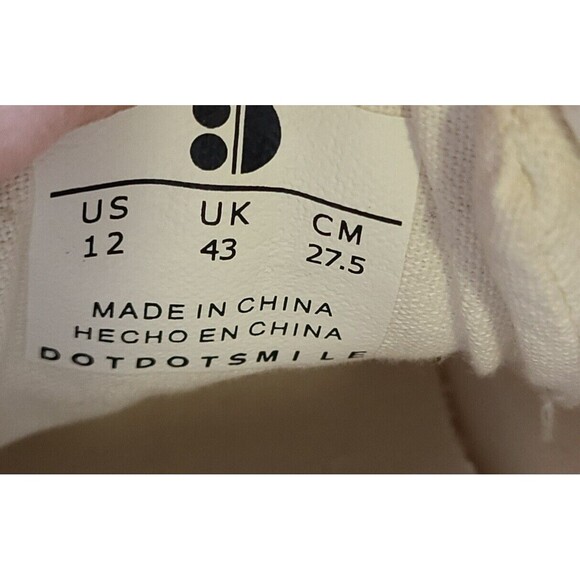 US UK CM
12 43 27.5
MADE IN CHINA
HECHO EN CHINA
DOTDOTSMILE